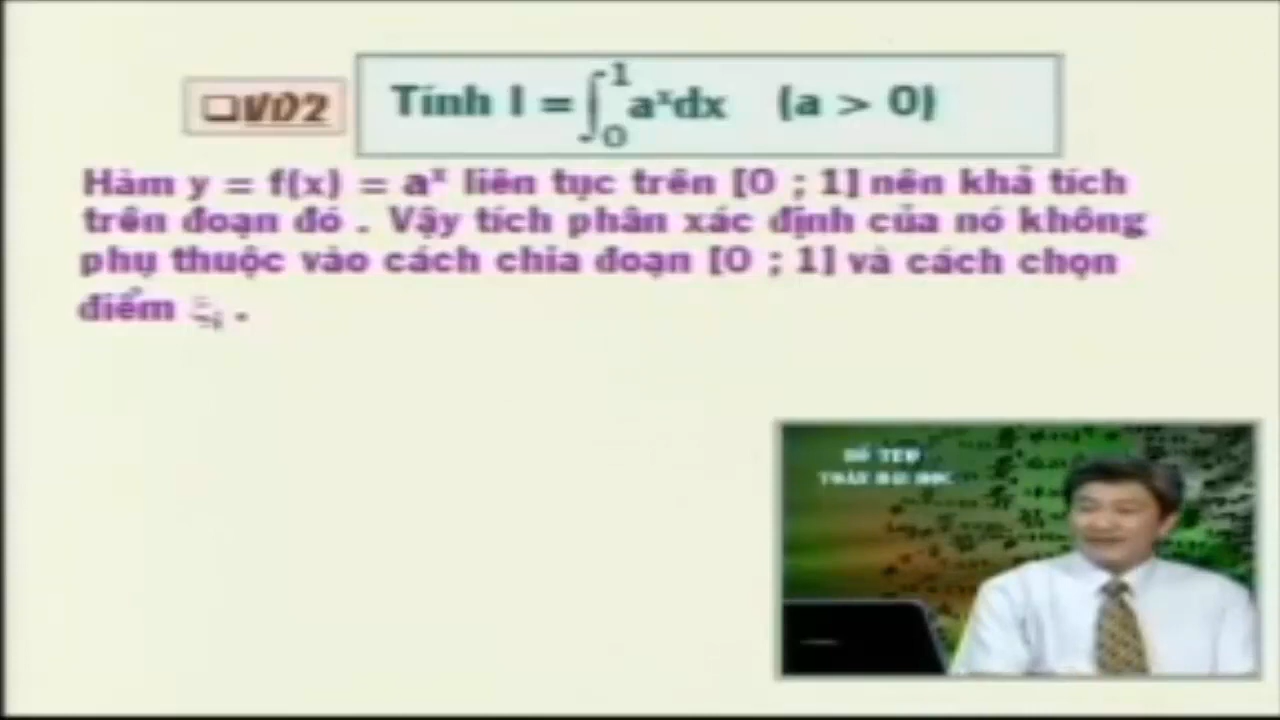 ❑VD2 Tính I = ∫₀¹ aˣdx (a > 0)
Hàm y = f(x) = aˣ liên tục trên [0 ; 1] nên khả tích
trên đoạn đó . Vậy tích phân xác định của nó không
phụ thuộc vào cách chia đoạn [0 ; 1] và cách chọn
điểm .